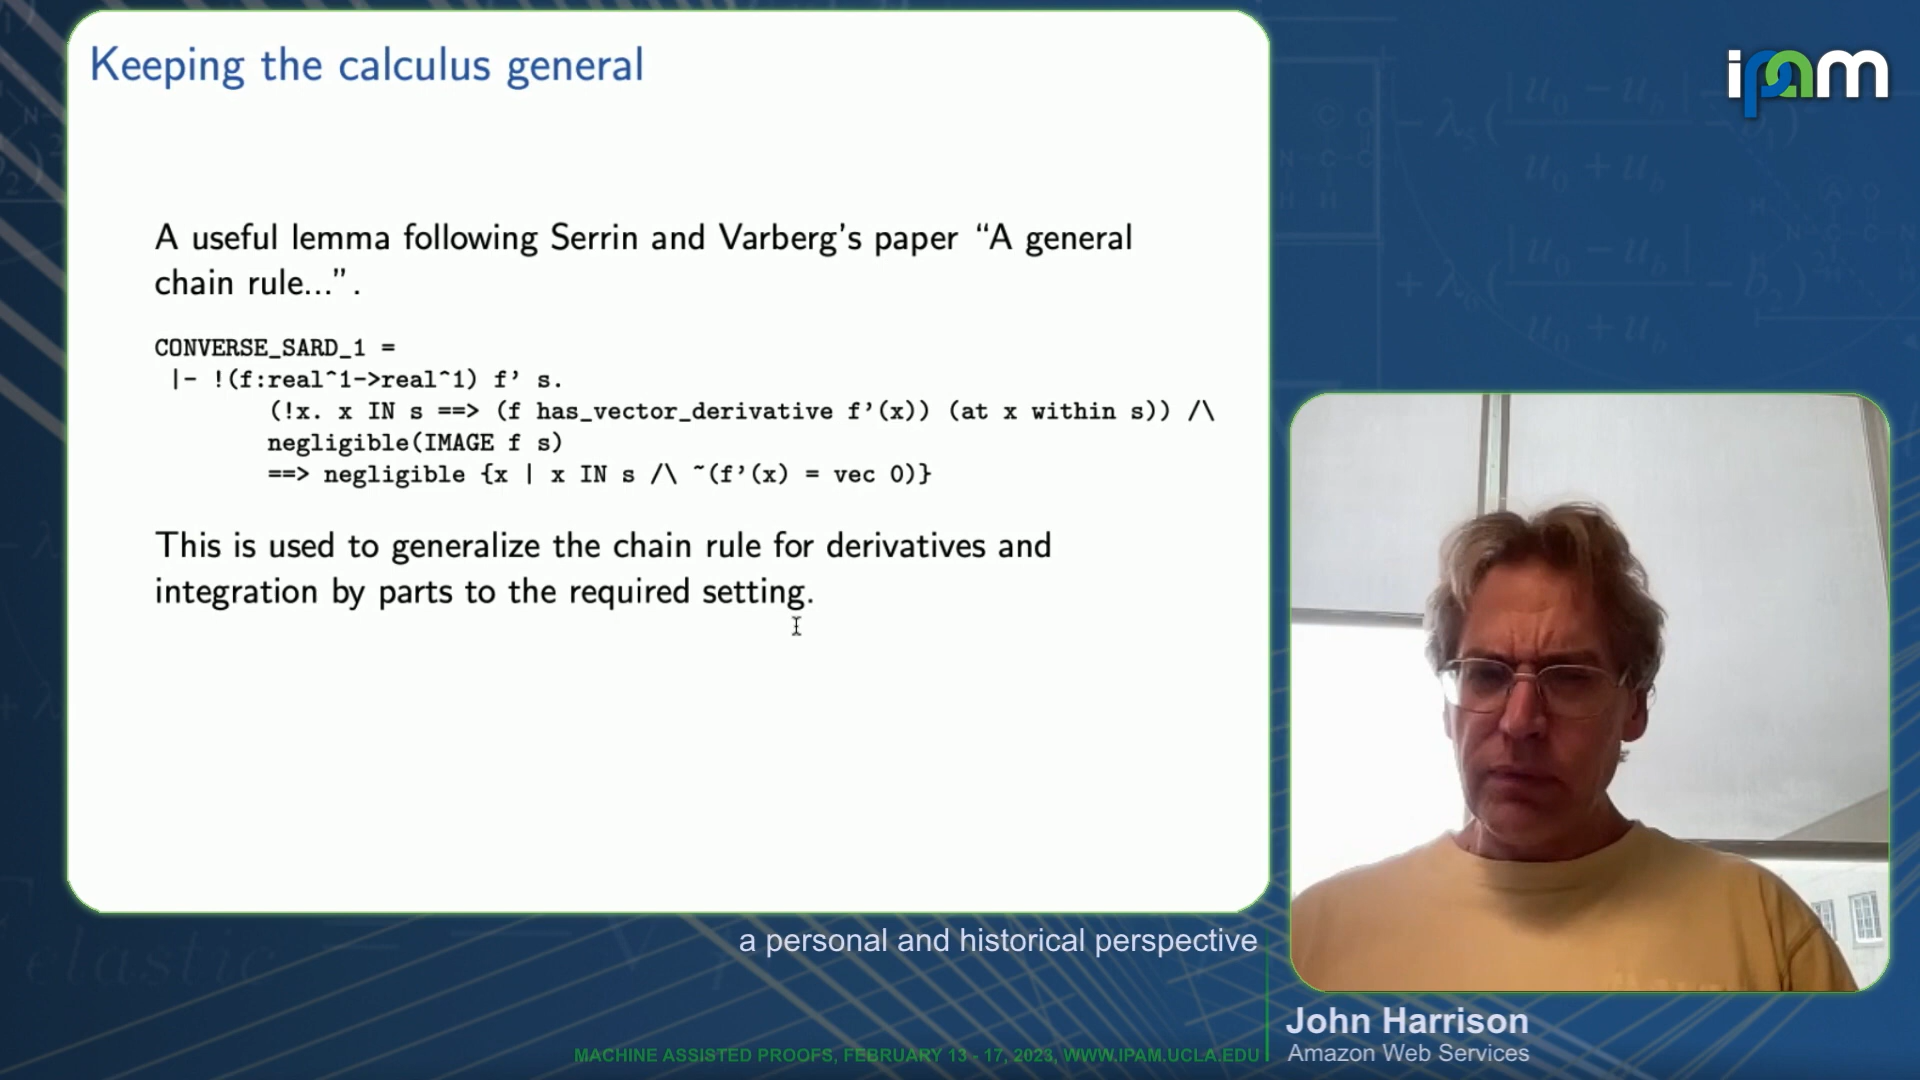 Keeping the calculus general
A useful lemma following Serrin and Varberg's paper “A general
chain rule...”.
CONVERSE_SARD_1 =
|- !(f:real^1->real^1) f’ s.
(!x. x IN s ==> (f has_vector_derivative f’(x)) (at x within s)) /\
negligible(IMAGE f s)
==> negligible {x | x IN s /\ ~(f’(x) = vec 0)}
This is used to generalize the chain rule for derivatives and
integration by parts to the required setting.
ipam
a personal and historical perspective
John Harrison
MACHINE ASSISTED PROOFS, FEBRUARY 13 - 17, 2023, WWW.IPAM.UCLA.EDU
Amazon Web Services